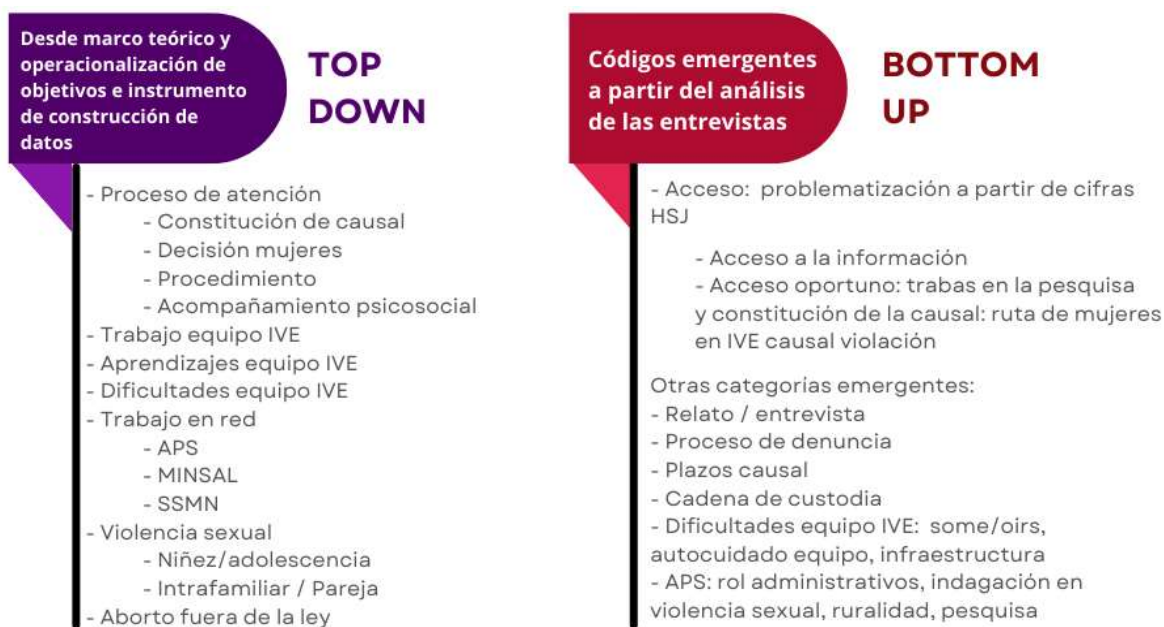 Desde marco teórico y
operacionalización de
objetivos e instrumento
de construcción de
datos
TOP
DOWN
- Proceso de atención
- Constitución de causal
- Decisión mujeres
- Procedimiento
- Acompañamiento psicosocial
- Trabajo equipo IVE
- Aprendizajes equipo IVE
- Dificultades equipo IVE
- Trabajo en red
- APS
- MINSAL
- SSMN
- Violencia sexual
- Niñez/adolescencia
- Intrafamiliar / Pareja
- Aborto fuera de la ley
Códigos emergentes
a partir del análisis
de las entrevistas
BOTTOM
UP
- Acceso: problematización a partir de cifras
HSJ
- Acceso a la información
- Acceso oportuno: trabas en la pesquisa
y constitución de la causal: ruta de mujeres
en IVE causal violación
Otras categorias emergentes:
- Relato / entrevista
- Proceso de denuncia
- Plazos causal
- Cadena de custodia
- Dificultades equipo IVE: some/oirs,
autocuidado equipo, infraestructura
- APS: rol administrativos, indagación en
violencia sexual, ruralidad, pesquisa